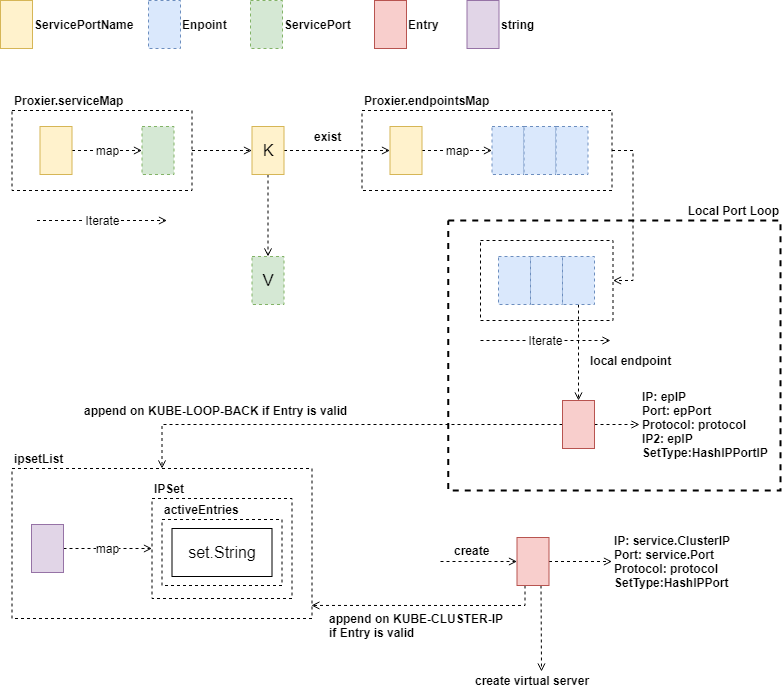 ServicePortName
Enpoint
ServicePort
Entry
string
Proxier.serviceMap
Proxier.endpointsMap
map
K
exist
map
Iterate
Local Port Loop
V
Iterate
local endpoint
IP: epIP
Port: epPort
Protocol: protocol
IP2: epIP
SetType:HashIPPortIP
append on KUBE-LOOP-BACK if Entry is valid
ipsetList
IPSet
activeEntries
map
set.String
create
IP: service.ClusterIP
Port: service.Port
Protocol: protocol
SetType:HashIPPort
append on KUBE-CLUSTER-IP
if Entry is valid
create virtual server